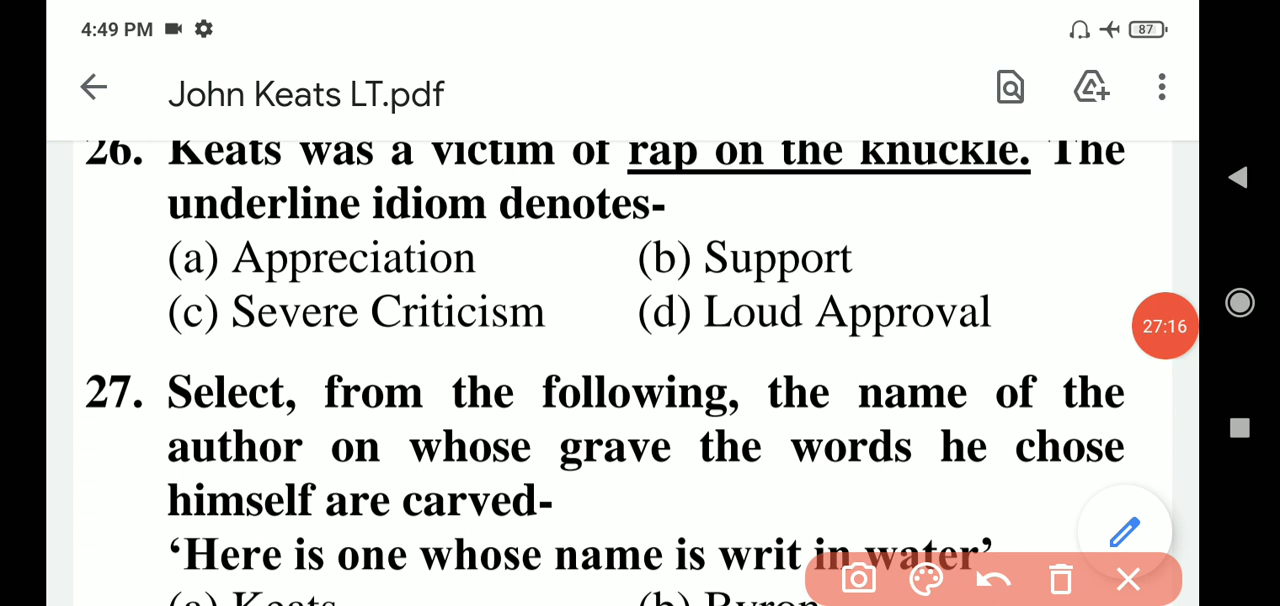 4:49 PM 87
John Keats LT.pdf
26. Keats was a victim of rap on the knuckle. The
underline idiom denotes-
(a) Appreciation (b) Support
(c) Severe Criticism (d) Loud Approval
27:16
27. Select, from the following, the name of the
author on whose grave the words he chose
himself are carved-
‘Here is one whose name is writ in water’
(a) Keats (b) Byron